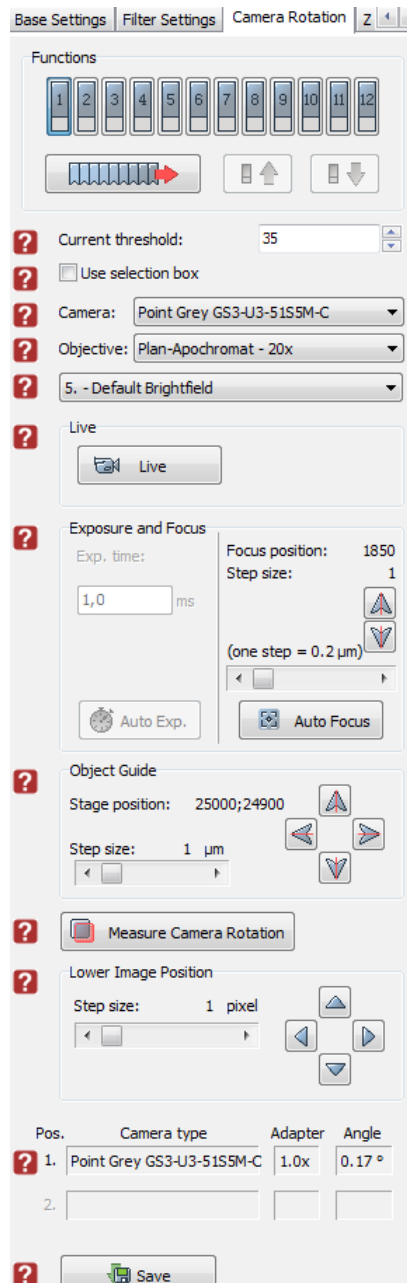 Base Settings Filter Settings Camera Rotation Z
Functions
1 2 3 4 5 6 7 8 9 10 11 12
? Current threshold: 35
? Use selection box
? Camera: Point Grey GS3-U3-51S5M-C
? Objective: Plan-Apochromat - 20x
? 5. - Default Brightfield
? Live
Live
? Exposure and Focus
Exp. time:
1,0 ms
Auto Exp.
Focus position: 1850
Step size: 1
(one step = 0.2 µm)
Auto Focus
? Object Guide
Stage position: 25000;24900
Step size: 1 µm
? Measure Camera Rotation
? Lower Image Position
Step size: 1 pixel
Pos. Camera type Adapter Angle
? 1. Point Grey GS3-U3-51S5M-C 1.0x 0.17 °
2.
? Save